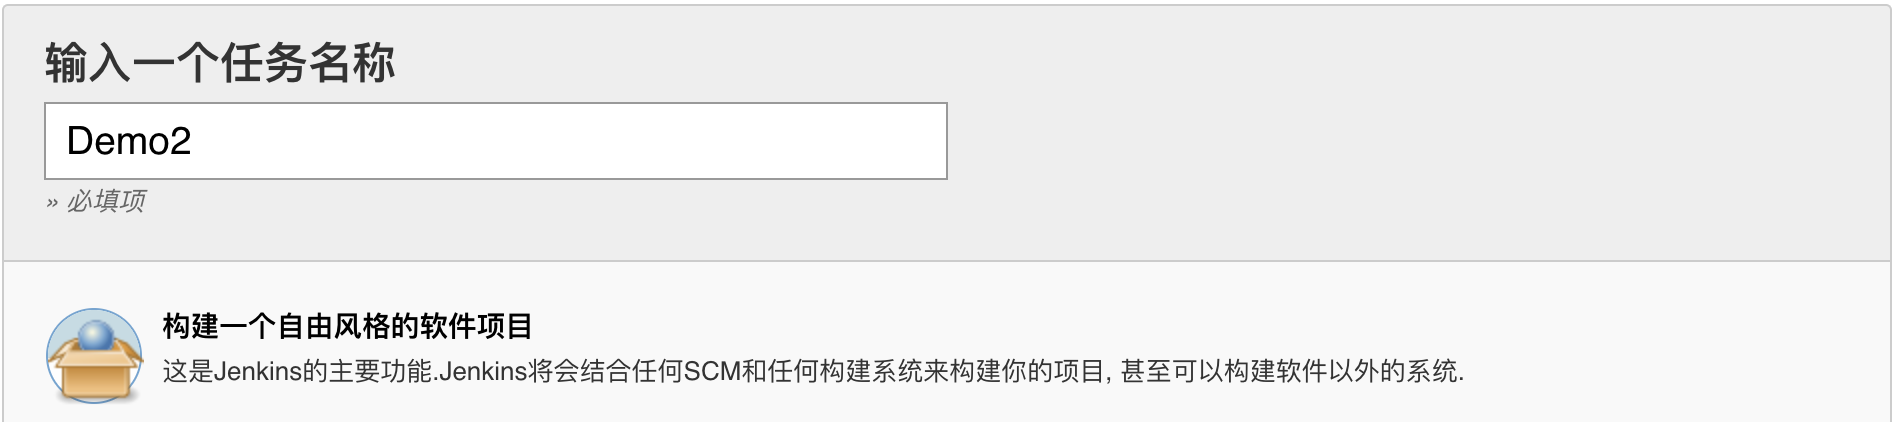 输入一个任务名称
Demo2
» 必填项
构建一个自由风格的软件项目
这是Jenkins的主要功能.Jenkins将会结合任何SCM和任何构建系统来构建你的项目, 甚至可以构建软件以外的系统.